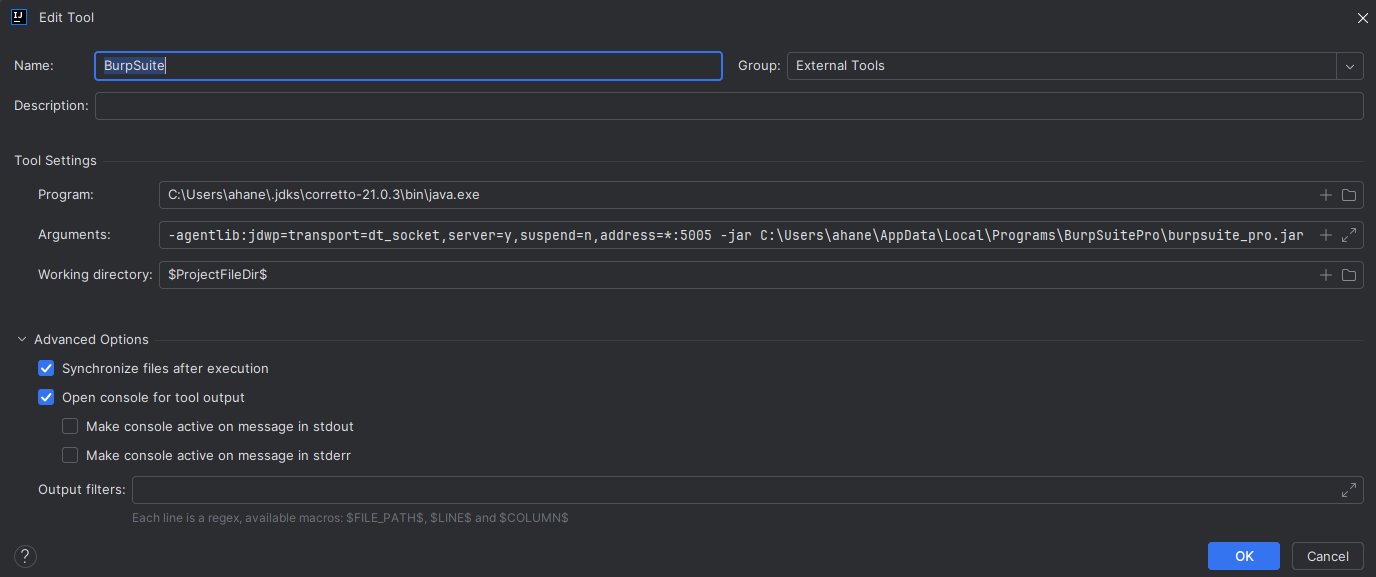 Edit Tool
Name: BurpSuite Group: External Tools
Description:
Tool Settings
Program: C:\Users\ahane\.jdks\corretto-21.0.3\bin\java.exe
Arguments: -agentlib:jdwp=transport=dt_socket,server=y,suspend=n,address=*:5005 -jar C:\Users\ahane\AppData\Local\Programs\BurpSuitePro\burpsuite_pro.jar
Working directory: $ProjectFileDir$
Advanced Options
Synchronize files after execution
Open console for tool output
Make console active on message in stdout
Make console active on message in stderr
Output filters:
Each line is a regex, available macros: $FILE_PATH$, $LINE$ and $COLUMN$
? OK Cancel